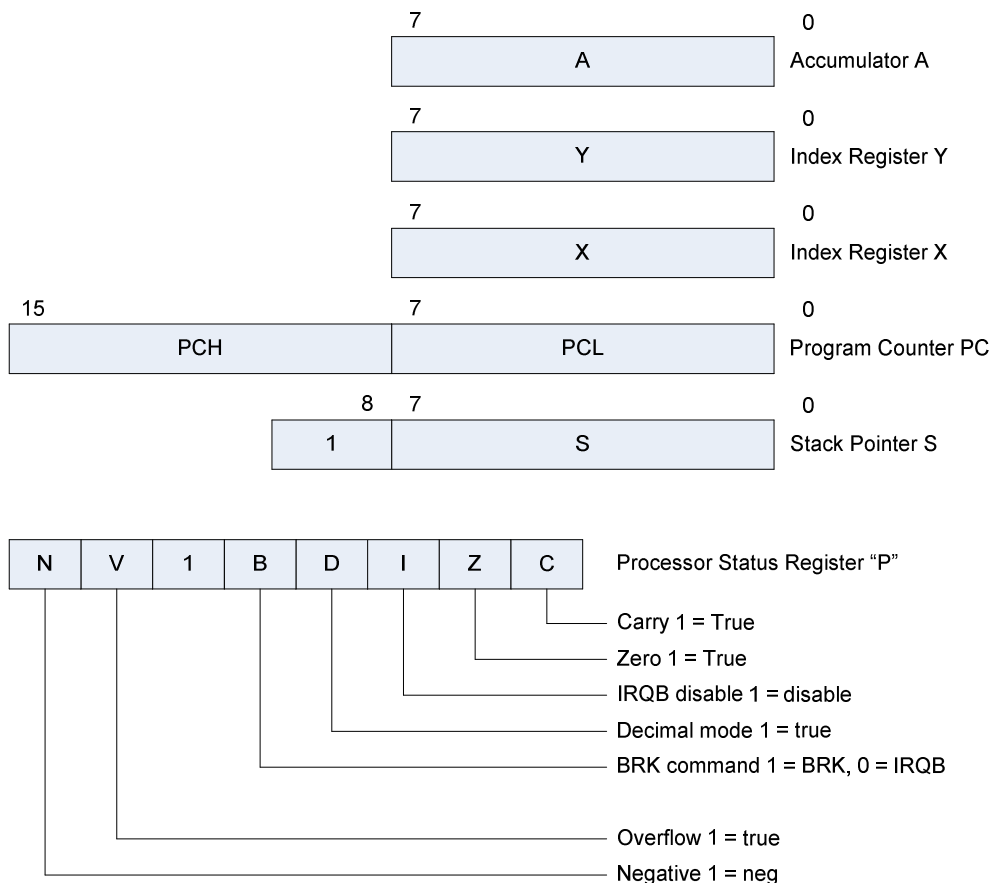 7 0
A Accumulator A
7 0
Y Index Register Y
7 0
X Index Register X
15 7 0
PCH PCL Program Counter PC
8 7 0
1 S Stack Pointer S
N V 1 B D I Z C Processor Status Register “P”
Carry 1 = True
Zero 1 = True
IRQB disable 1 = disable
Decimal mode 1 = true
BRK command 1 = BRK, 0 = IRQB
Overflow 1 = true
Negative 1 = neg